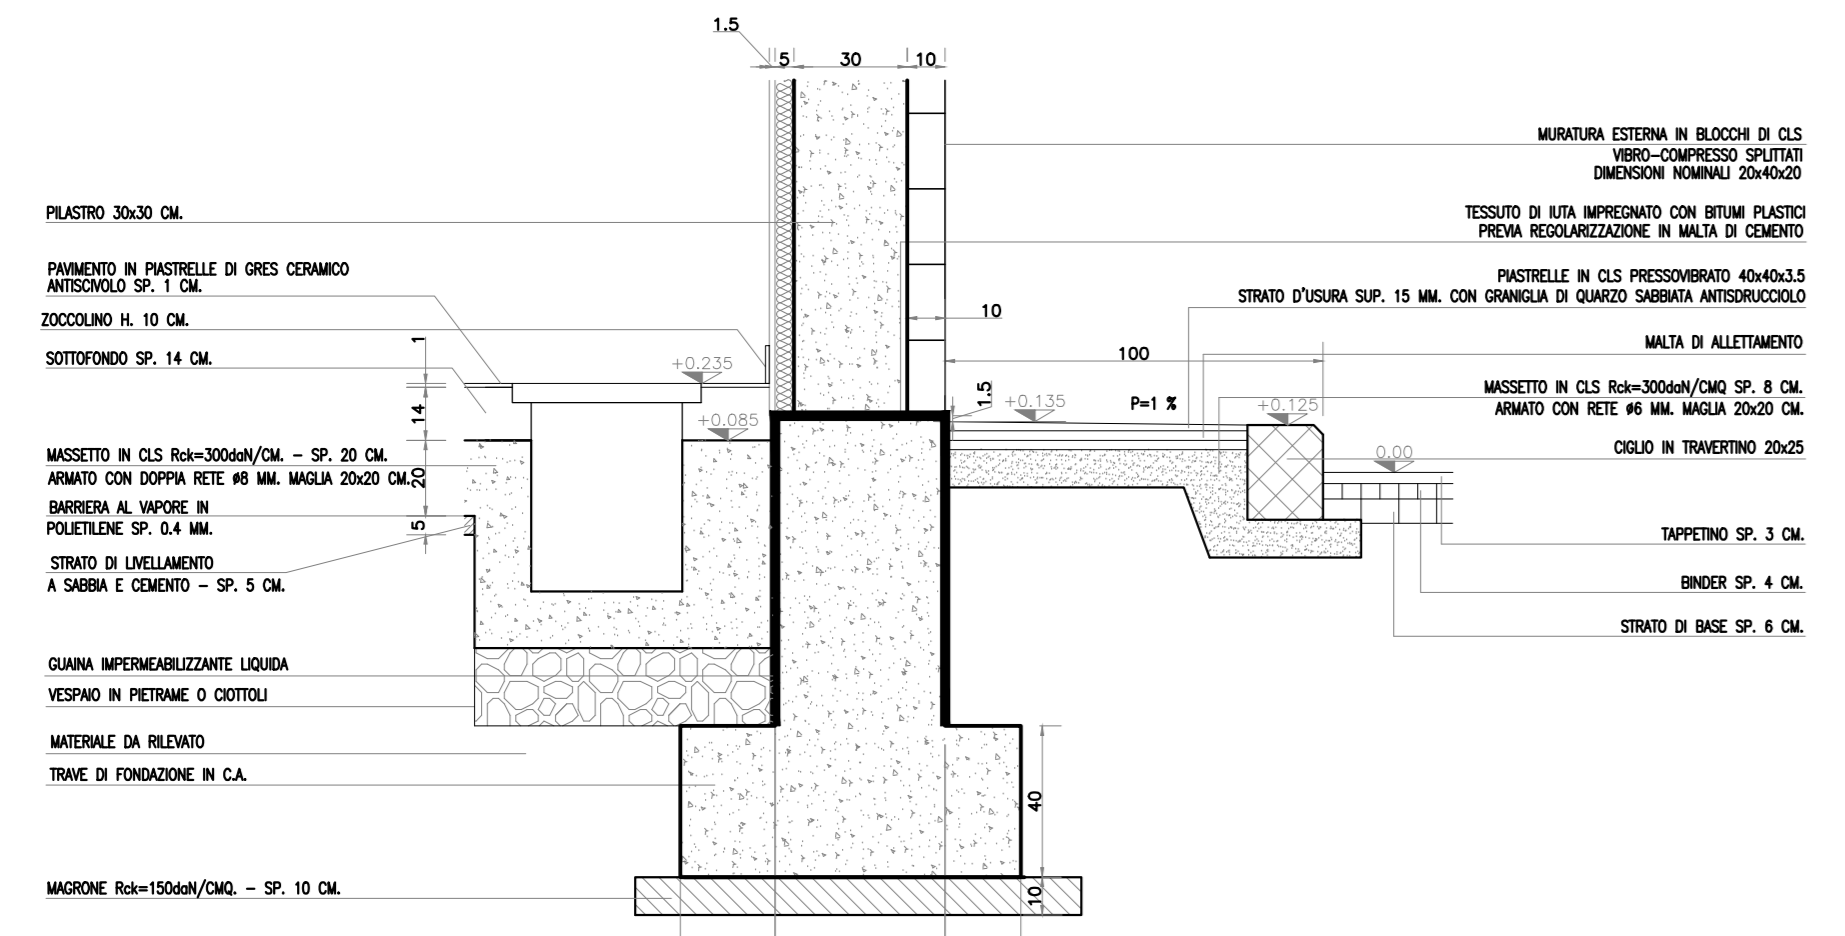 1.5
5
30
10
MURATURA ESTERNA IN BLOCCHI DI CLS
VIBRO-COMPRESSO SPLITTATI
DIMENSIONI NOMINALI 20x40x20
PILASTRO 30x30 CM.
TESSUTO DI IUTA IMPREGNATO CON BITUMI PLASTICI
PREVIA REGOLARIZZAZIONE IN MALTA DI CEMENTO
PAVIMENTO IN PIASTRELLE DI GRES CERAMICO
ANTISCIVOLO SP. 1 CM.
PIASTRELLE IN CLS PRESSOVIBRATO 40x40x3.5
STRATO D'USURA SUP. 15 MM. CON GRANIGLIA DI QUARZO SABBIATA ANTISDRUCCIOLO
ZOCCOLINO H. 10 CM.
10
1
MALTA DI ALLETTAMENTO
SOTTOFONDO SP. 14 CM.
+0.235
100
14
1.5
+0.135
P=1 %
+0.125
MASSETTO IN CLS Rck=300daN/CMQ SP. 8 CM.
ARMATO CON RETE ø6 MM. MAGLIA 20x20 CM.
+0.085
CIGLIO IN TRAVERTINO 20x25
MASSETTO IN CLS Rck=300daN/CM. - SP. 20 CM.
ARMATO CON DOPPIA RETE ø8 MM. MAGLIA 20x20 CM.
20
0.00
BARRIERA AL VAPORE IN
POLIETILENE SP. 0.4 MM.
5
TAPPETINO SP. 3 CM.
STRATO DI LIVELLAMENTO
A SABBIA E CEMENTO - SP. 5 CM.
BINDER SP. 4 CM.
STRATO DI BASE SP. 6 CM.
GUAINA IMPERMEABILIZZANTE LIQUIDA
VESPAIO IN PIETRAME O CIOTTOLI
MATERIALE DA RILEVATO
TRAVE DI FONDAZIONE IN C.A.
40
MAGRONE Rck=150daN/CMQ. - SP. 10 CM.
10